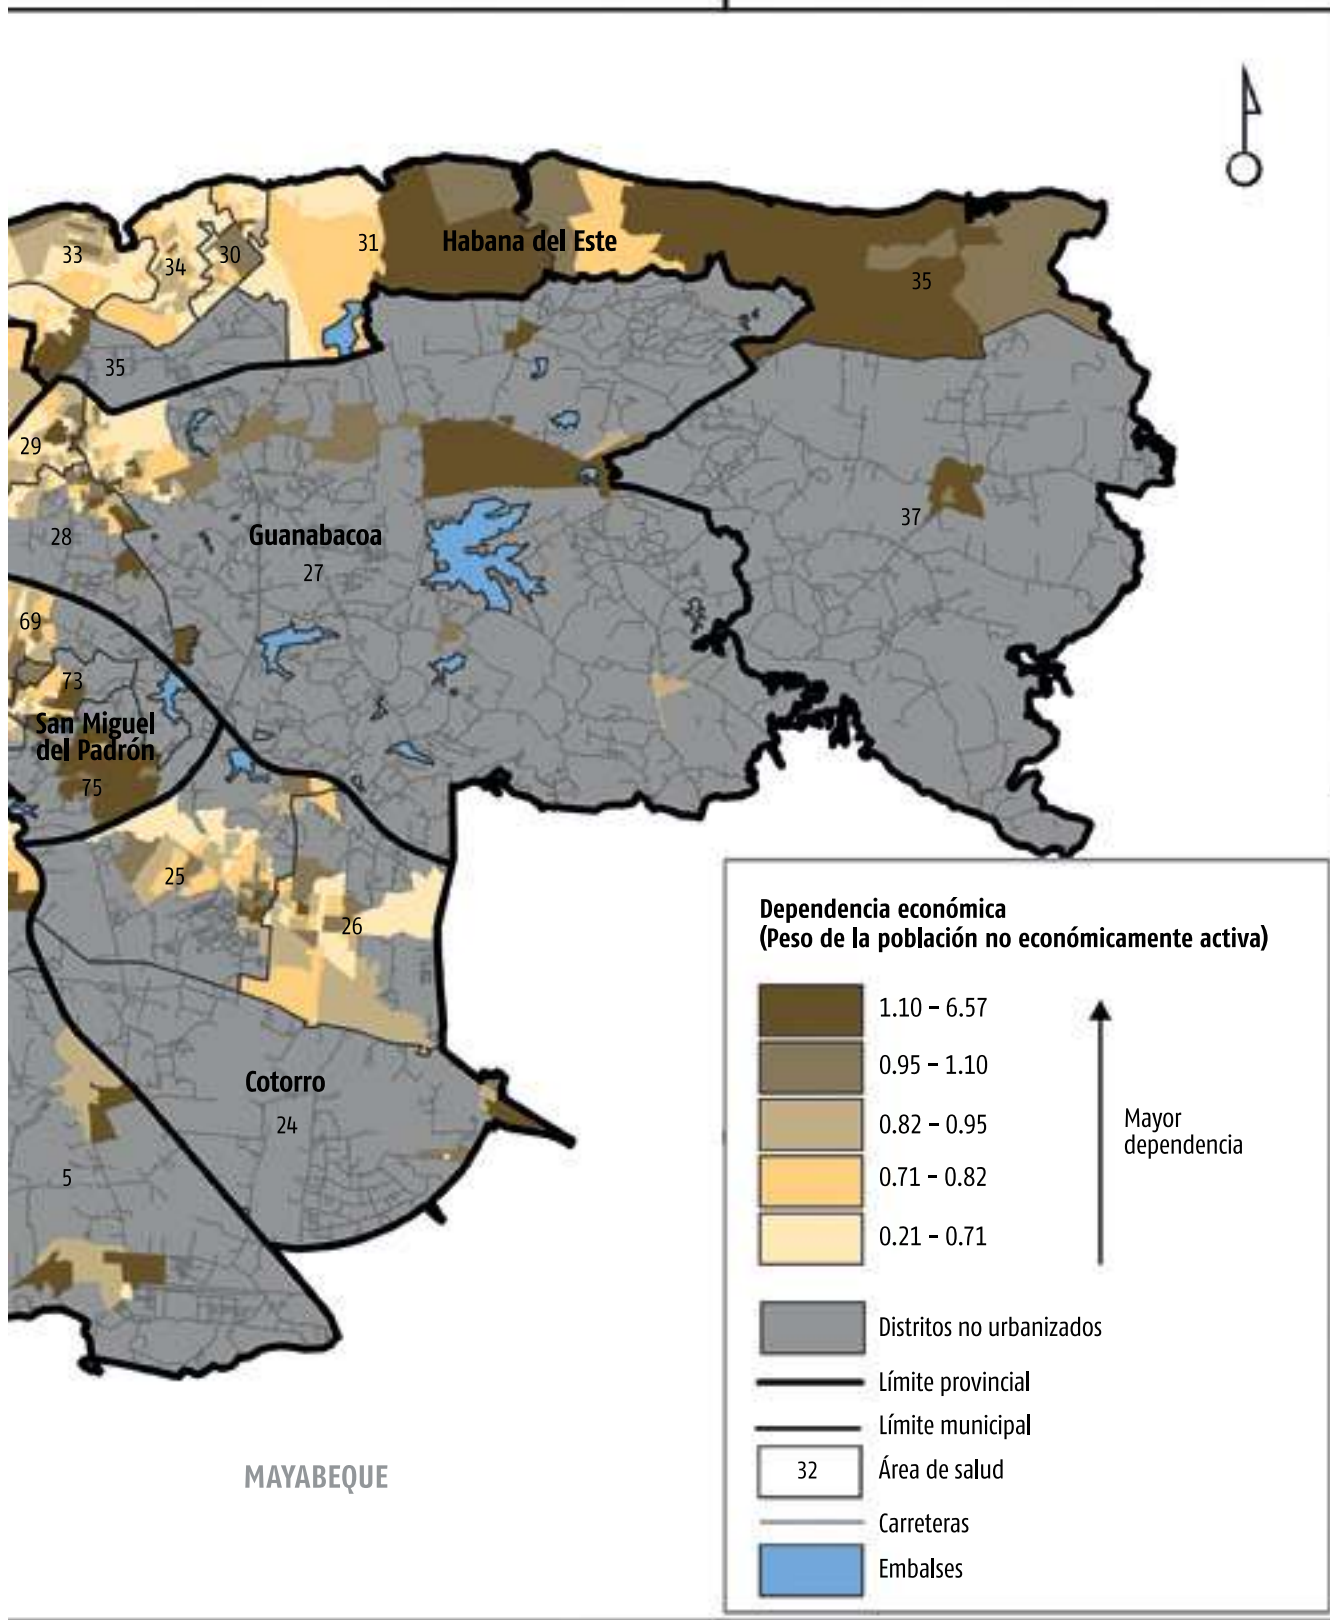 33
34
30
31
Habana del Este
35
35
29
28
Guanabacoa
27
37
69
73
San Miguel
del Padrón
75
25
26
Cotorro
24
5
MAYABEQUE
Dependencia económica
(Peso de la población no económicamente activa)
1.10 – 6.57
0.95 – 1.10
0.82 – 0.95
0.71 – 0.82
0.21 – 0.71
Mayor
dependencia
Distritos no urbanizados
Límite provincial
Límite municipal
32 Área de salud
Carreteras
Embalses